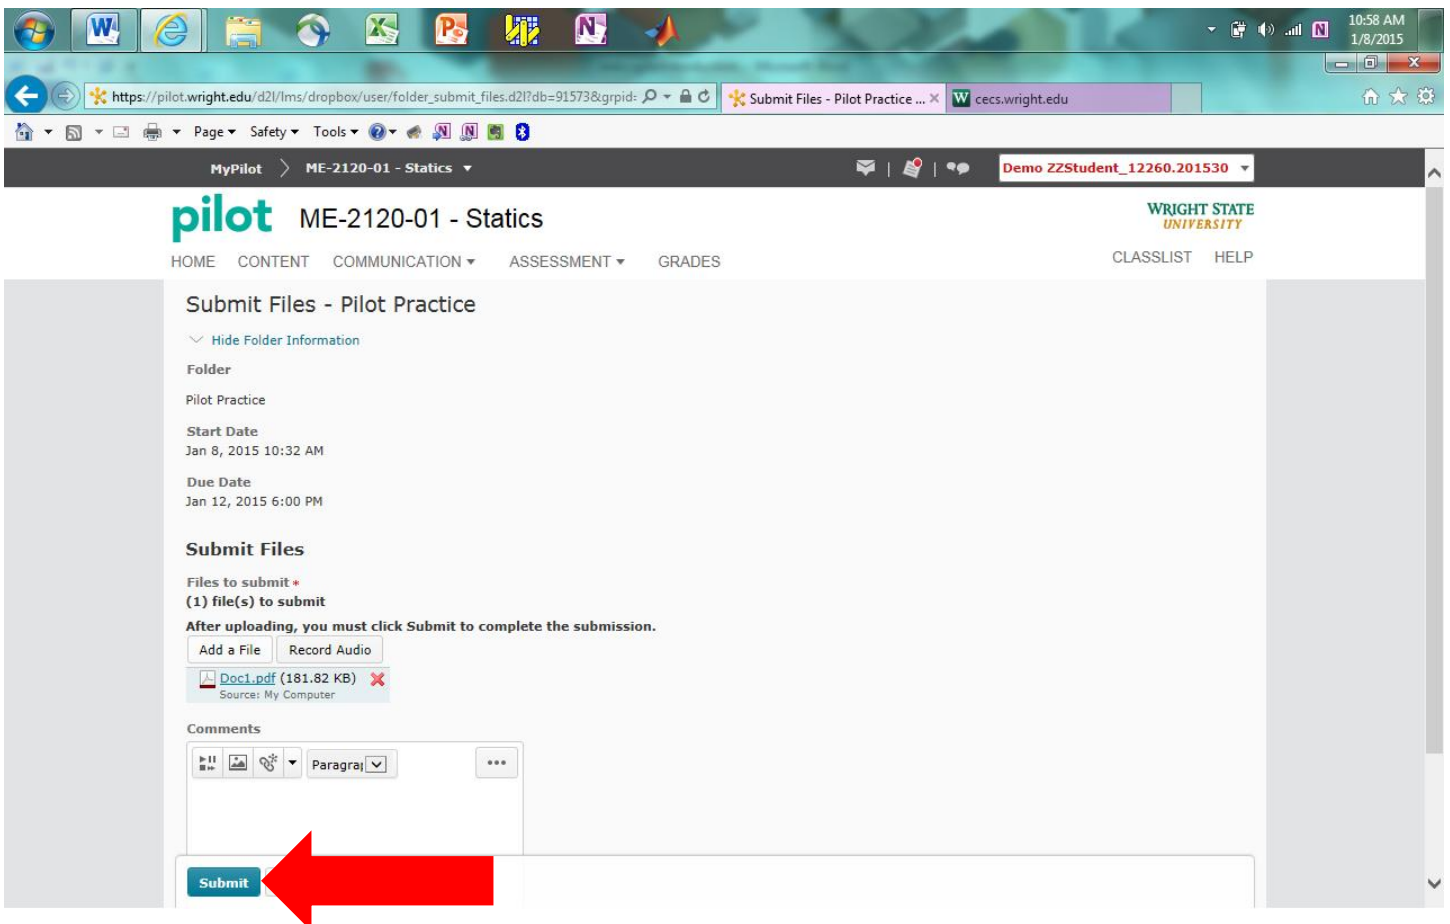 10:58 AM
1/8/2015
https://pilot.wright.edu/d2l/lms/dropbox/user/folder_submit_files.d2l?db=91573&grpid=
Submit Files - Pilot Practice ...
W cecs.wright.edu
Page Safety Tools
MyPilot ME-2120-01 - Statics
Demo ZZStudent_12260.201530
pilot ME-2120-01 - Statics
WRIGHT STATE
UNIVERSITY
HOME CONTENT COMMUNICATION ASSESSMENT GRADES
CLASSLIST HELP
Submit Files - Pilot Practice
Hide Folder Information
Folder
Pilot Practice
Start Date
Jan 8, 2015 10:32 AM
Due Date
Jan 12, 2015 6:00 PM
Submit Files
Files to submit *
(1) file(s) to submit
After uploading, you must click Submit to complete the submission.
Add a File Record Audio
Doc1.pdf (181.82 KB)
Source: My Computer
Comments
Paragra
Submit